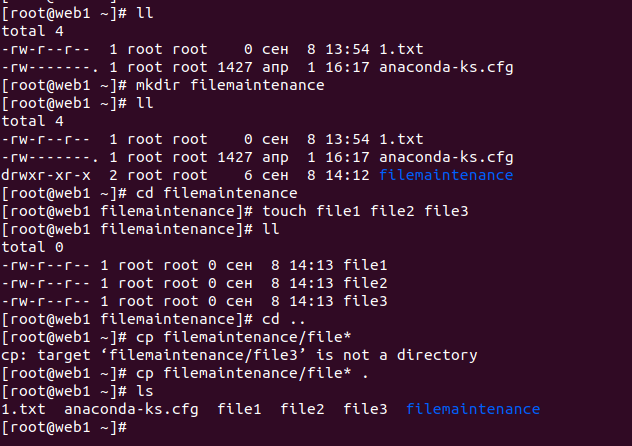 [root@web1 ~]# ll
total 4
-rw-r--r--  1 root root    0 сен  8 13:54 1.txt
-rw-------. 1 root root 1427 апр  1 16:17 anaconda-ks.cfg
[root@web1 ~]# mkdir filemaintenance
[root@web1 ~]# ll
total 4
-rw-r--r--  1 root root    0 сен  8 13:54 1.txt
-rw-------. 1 root root 1427 апр  1 16:17 anaconda-ks.cfg
drwxr-xr-x  2 root root    6 сен  8 14:12 filemaintenance
[root@web1 ~]# cd filemaintenance
[root@web1 filemaintenance]# touch file1 file2 file3
[root@web1 filemaintenance]# ll
total 0
-rw-r--r-- 1 root root 0 сен  8 14:13 file1
-rw-r--r-- 1 root root 0 сен  8 14:13 file2
-rw-r--r-- 1 root root 0 сен  8 14:13 file3
[root@web1 filemaintenance]# cd ..
[root@web1 ~]# cp filemaintenance/file*
cp: target ‘filemaintenance/file3’ is not a directory
[root@web1 ~]# cp filemaintenance/file* .
[root@web1 ~]# ls
1.txt  anaconda-ks.cfg  file1  file2  file3  filemaintenance
[root@web1 ~]#